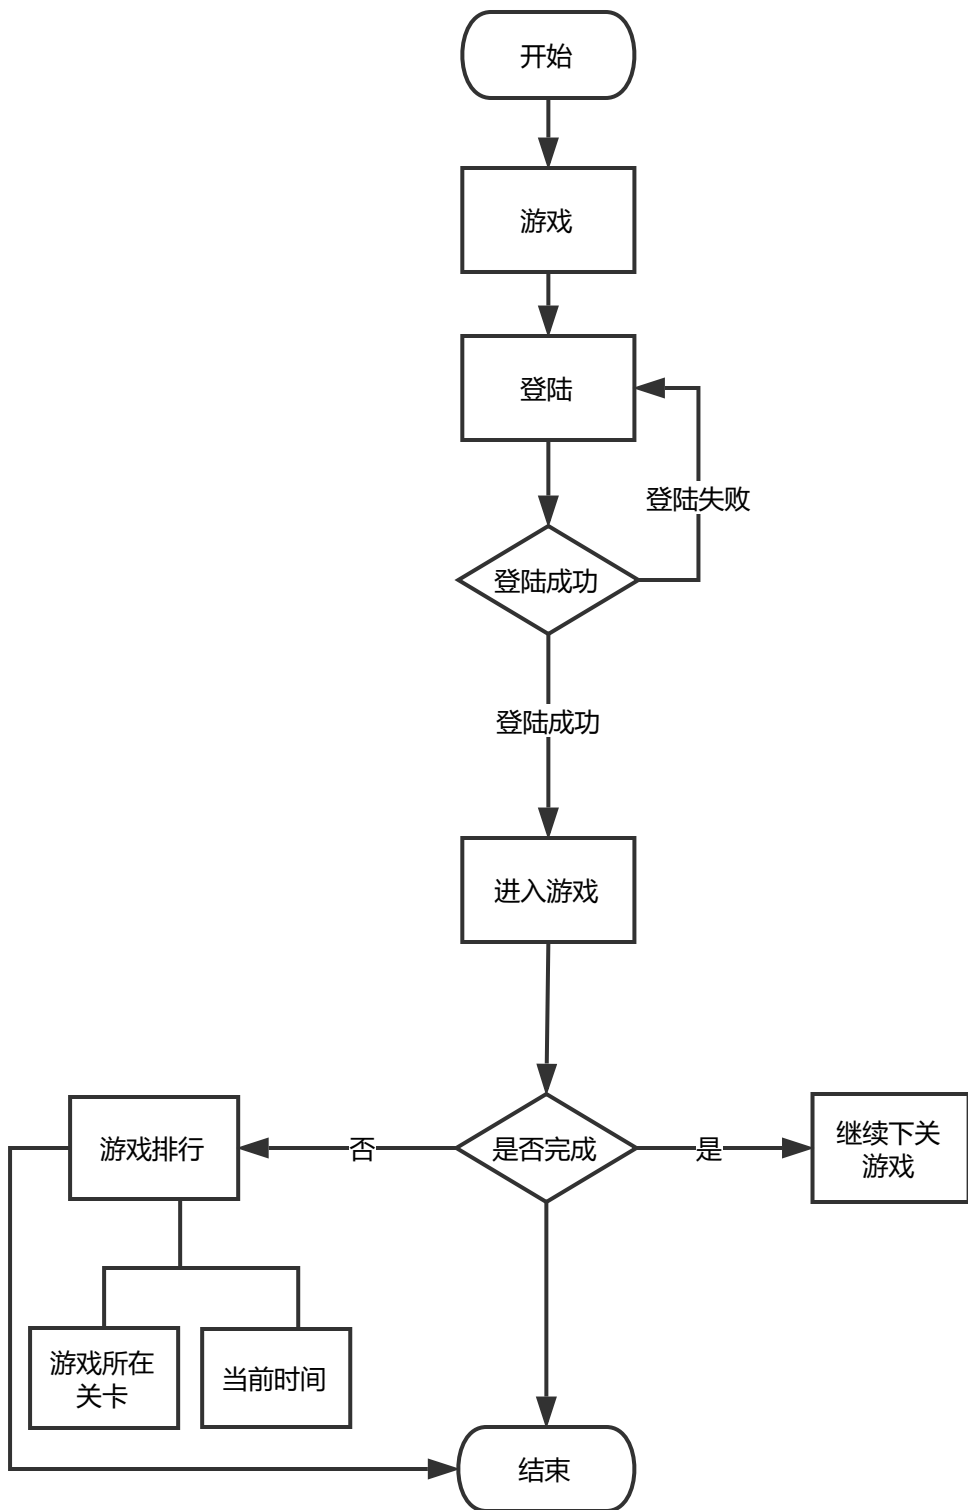 开始
游戏
登陆
登陆失败
登陆成功
登陆成功
进入游戏
游戏排行
否
是否完成
是
继续下关
游戏
游戏所在
关卡
当前时间
结束